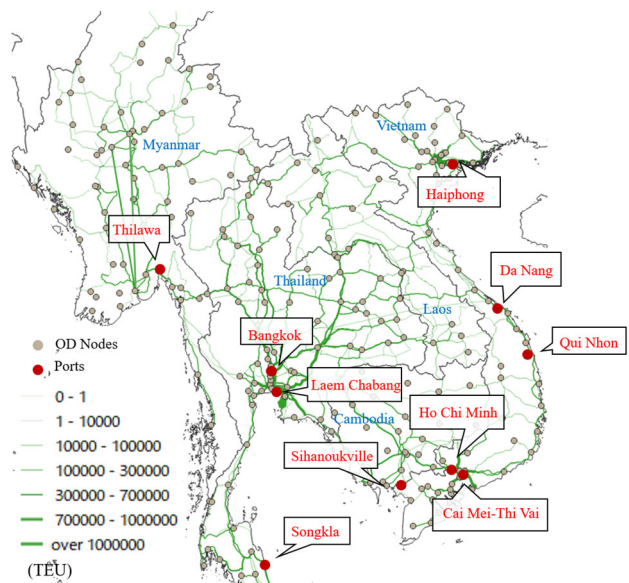 Vietnam
Myanmar
Haiphong
Thilawa
Da Nang
Thailand
Laos
Bangkok
Qui Nhon
OD Nodes
Ports
Laem Chabang
0 - 1
1 - 10000
Cambodia
Ho Chi Minh
10000 - 100000
Sihanoukville
100000 - 300000
300000 - 700000
Cai Mei-Thi Vai
700000 - 1000000
Songkla
over 1000000
(TEU)